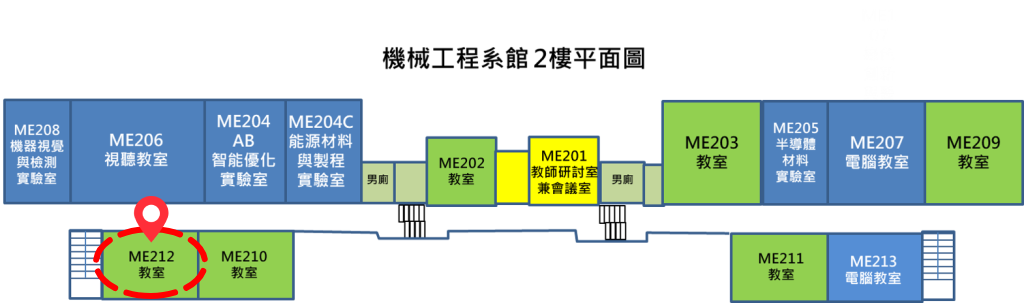 機械工程系館 2樓平面圖
ME208
機器視覺
與檢測
實驗室
ME206
視聽教室
ME204
AB
智能優化
實驗室
ME204C
能源材料
與製程
實驗室
男廁
ME202
教室
ME201
教師研討室
兼會議室
男廁
ME203
教室
ME205
半導體
材料
實驗室
ME207
電腦教室
ME209
教室
ME212
教室
ME210
教室
ME211
教室
ME213
電腦教室